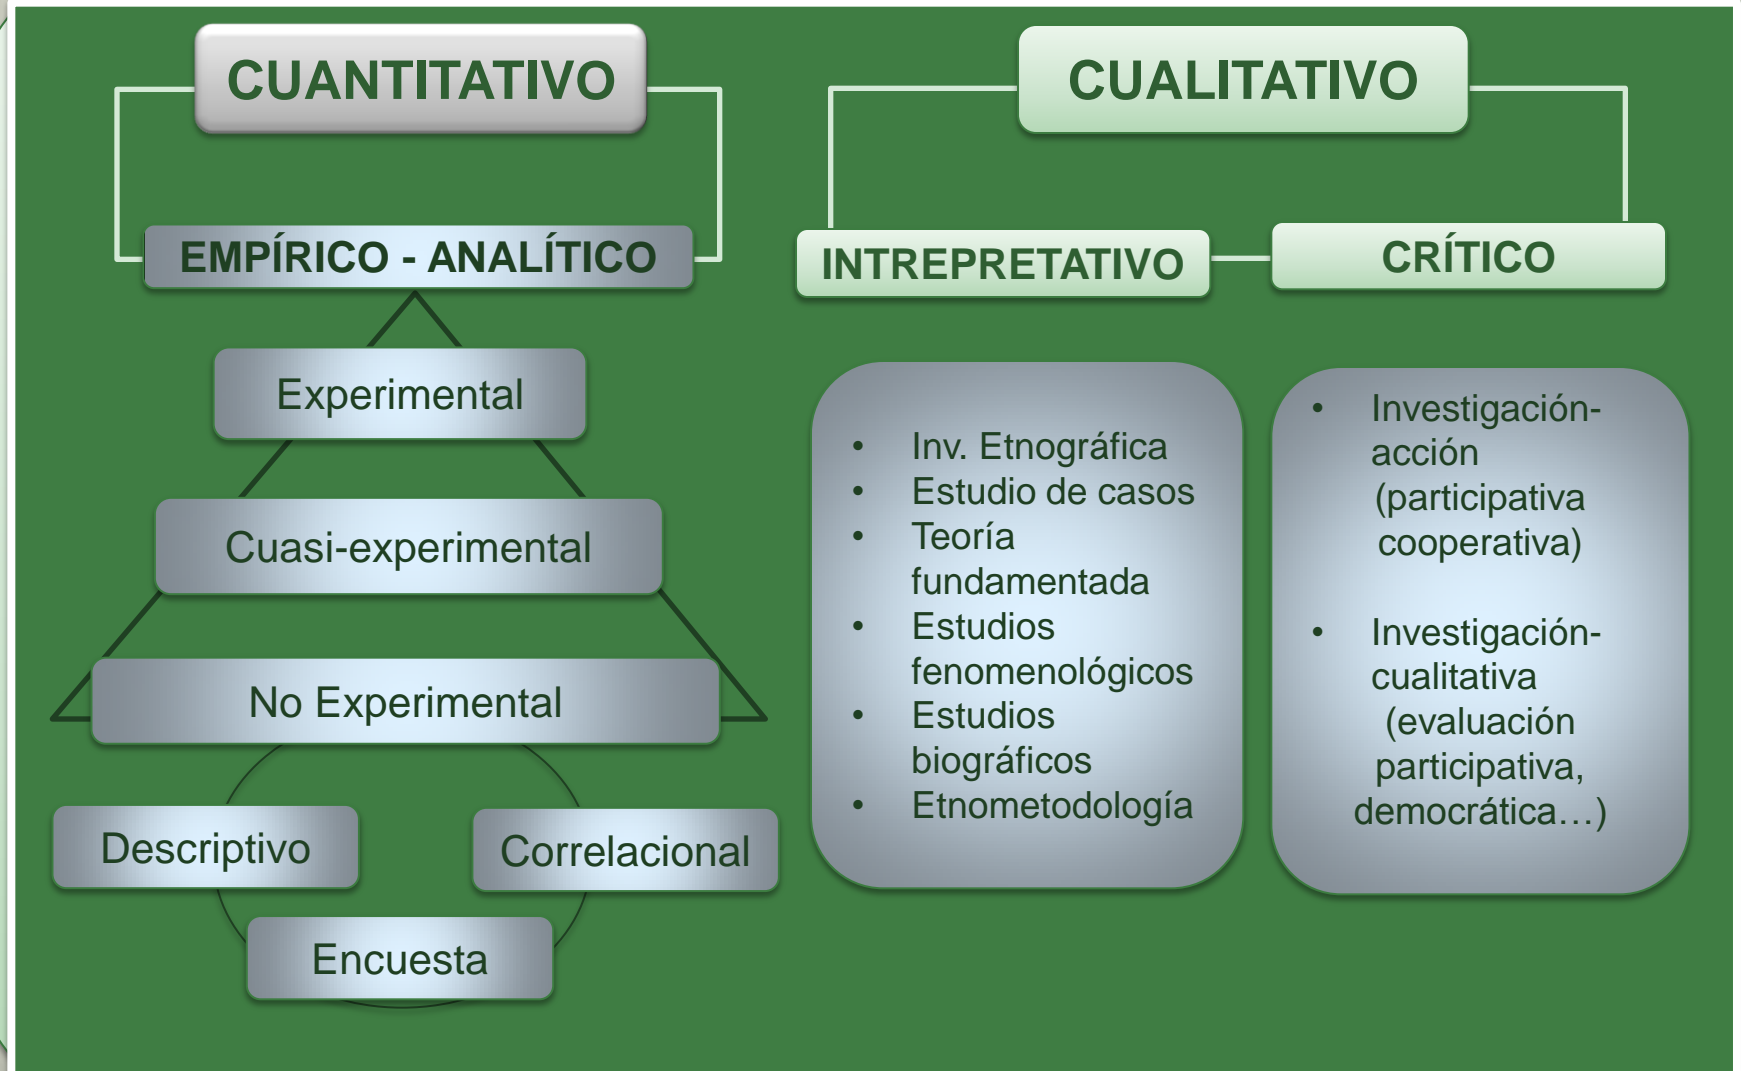 CUANTITATIVO
EMPÍRICO - ANALÍTICO
Experimental
Cuasi-experimental
No Experimental
Descriptivo
Correlacional
Encuesta
CUALITATIVO
INTREPRETATIVO
CRÍTICO
• Inv. Etnográfica
• Estudio de casos
• Teoría
fundamentada
• Estudios
fenomenológicos
• Estudios
biográficos
• Etnometodología
• Investigación-
acción
(participativa
cooperativa)
• Investigación-
cualitativa
(evaluación
participativa,
democrática…)